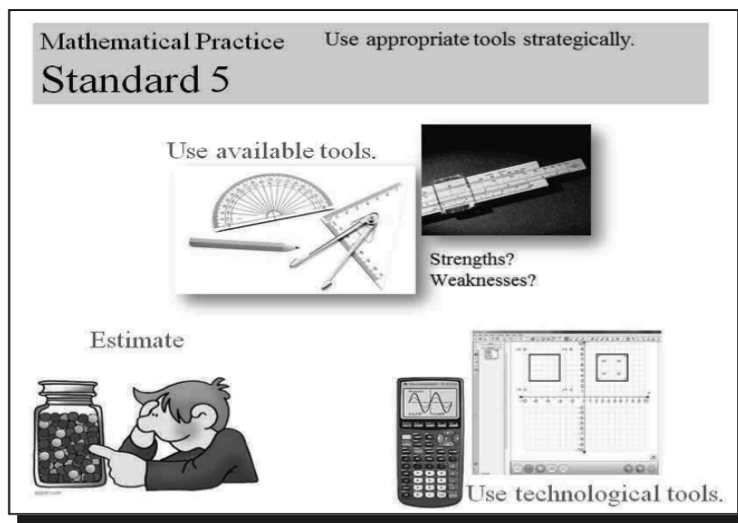 Mathematical Practice
Use appropriate tools strategically.
Standard 5
Use available tools.
Strengths?
Weaknesses?
Estimate
Use technological tools.